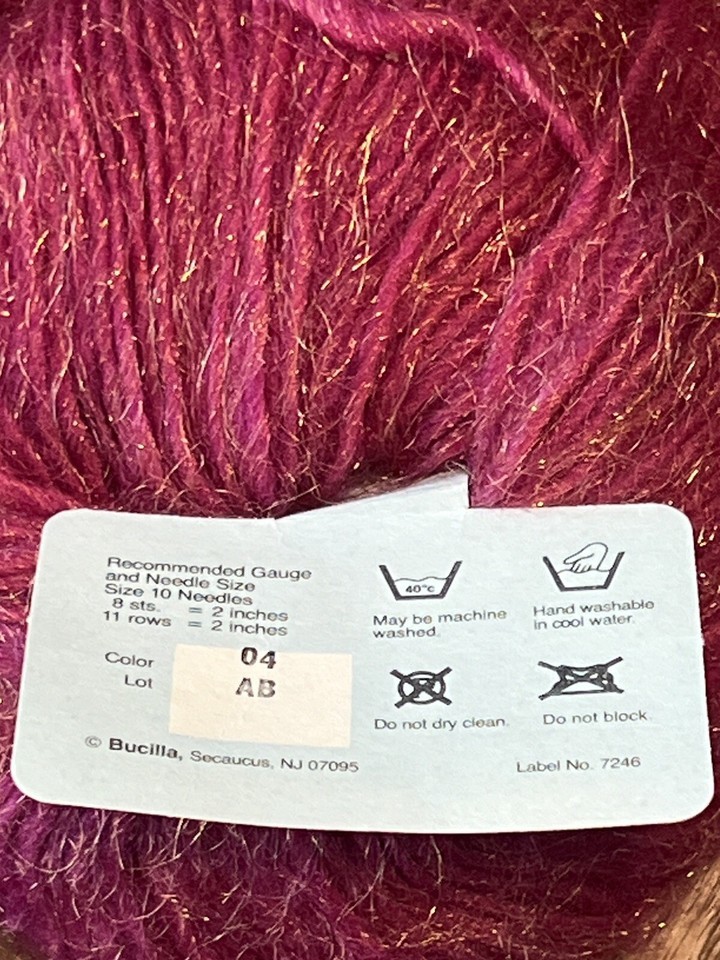 Recommended Gauge
and Needle Size
Size 10 Needles
8 sts. = 2 inches
11 rows = 2 inches
Color 04
Lot AB
© Bucilla, Secaucus, NJ 07095
40°c
May be machine
washed.
Hand washable
in cool water.
Do not dry clean.
Do not block.
Label No. 7246